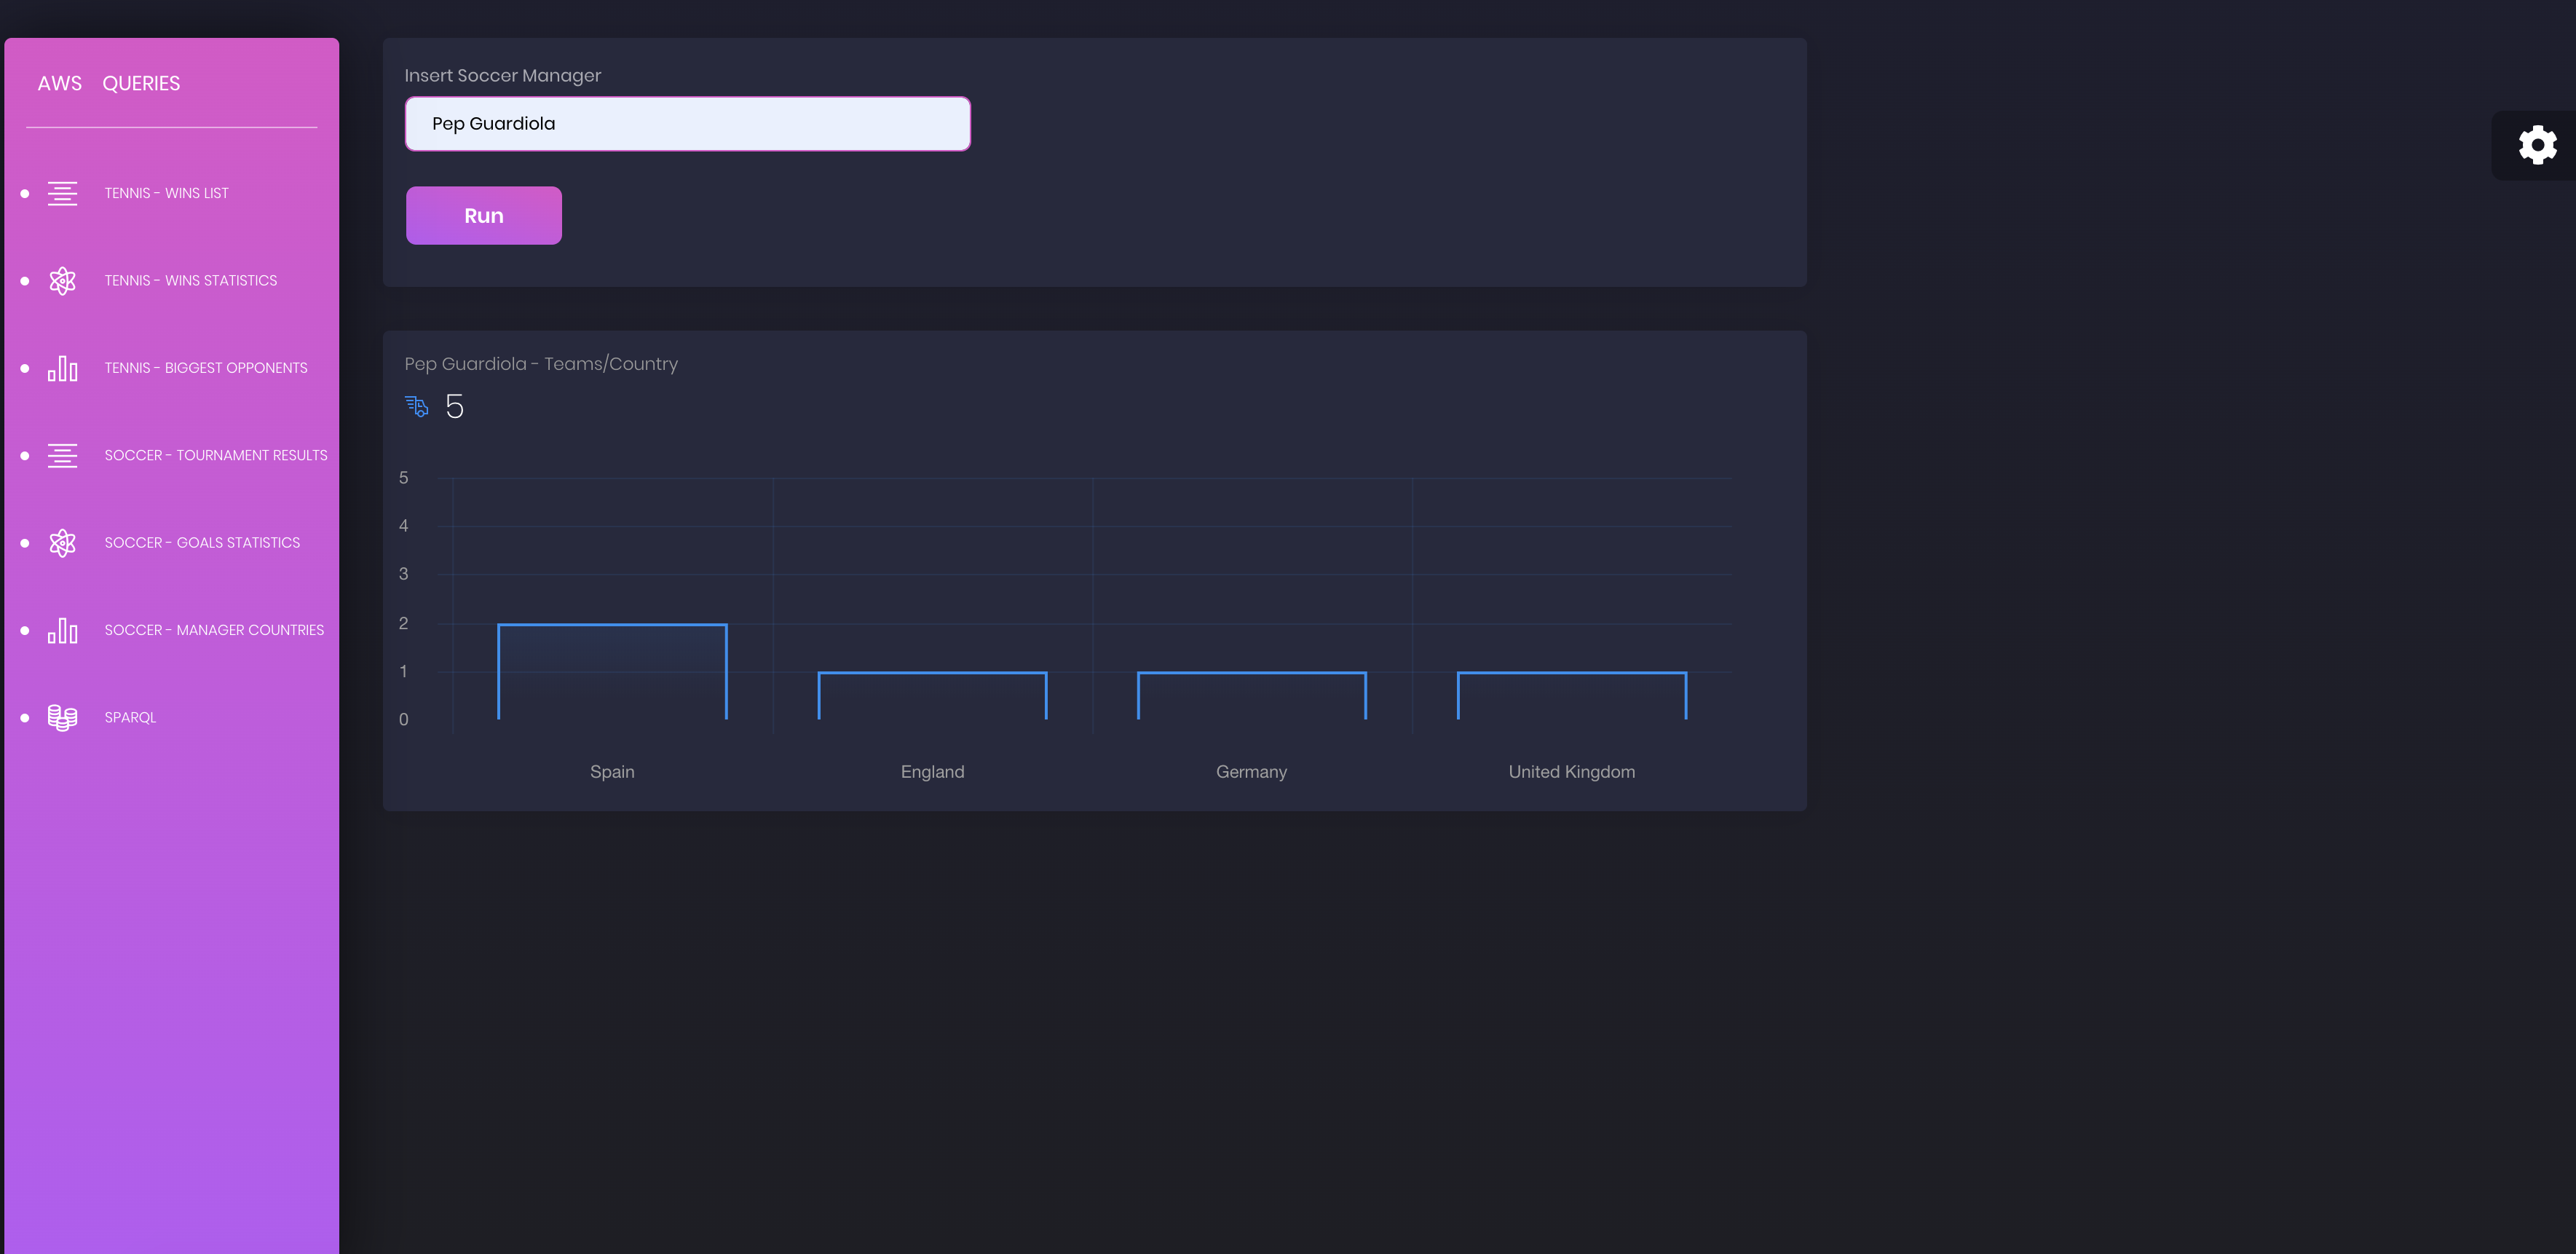 AWS QUERIES
TENNIS - WINS LIST
TENNIS - WINS STATISTICS
TENNIS - BIGGEST OPPONENTS
SOCCER - TOURNAMENT RESULTS
SOCCER - GOALS STATISTICS
SOCCER - MANAGER COUNTRIES
SPARQL
Insert Soccer Manager
Pep Guardiola
Run
Pep Guardiola - Teams/Country
5
5
4
3
2
1
0
Spain England Germany United Kingdom